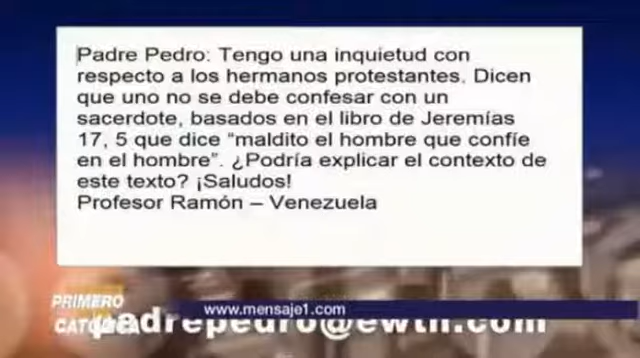 Padre Pedro: Tengo una inquietud con
respecto a los hermanos protestantes. Dicen
que uno no se debe confesar con un
sacerdote, basados en el libro de Jeremías
17, 5 que dice “maldito el hombre que confíe
en el hombre”. ¿Podría explicar el contexto de
este texto? ¡Saludos!
Profesor Ramón – Venezuela
PRIMERO
www.mensaje1.com
padrepedro@ewtn.com